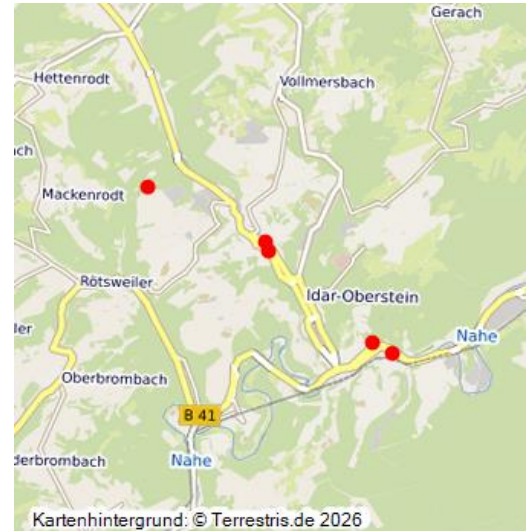 Gerach
Hettenrodt
Vollmersbach
ch
Mackenrodt
Rötsweiler
Idar-Oberstein
ler
Nahe
Oberbrombach
B 41
derbrombach
Nahe
Kartenhintergrund: © Terrestris.de 2026